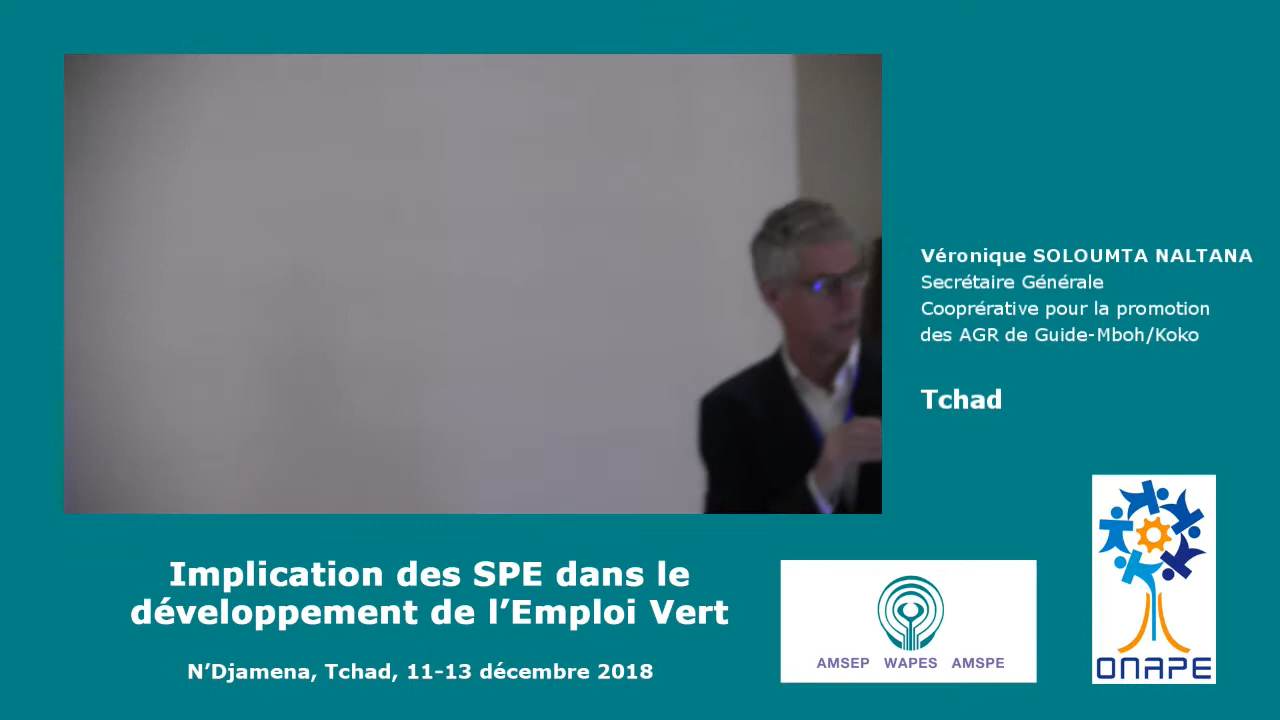 Véronique SOLOUMTA NALTANA
Secrétaire Générale
Cooprérative pour la promotion
des AGR de Guide-Mboh/Koko
Tchad
Implication des SPE dans le
développement de l’Emploi Vert
N’Djamena, Tchad, 11-13 décembre 2018
AMSEP WAPES AMSPE
ONAPE